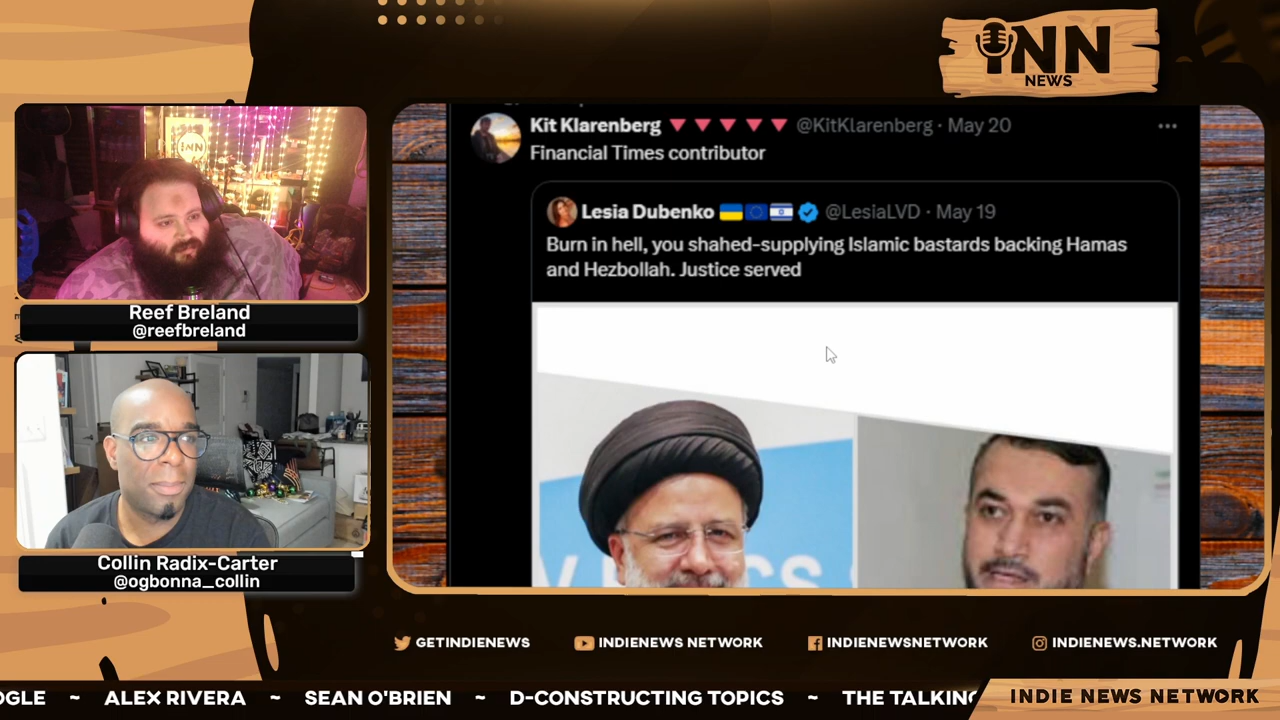 INN
NEWS
Kit Klarenberg 🔻🔻🔻🔻🔻 @KitKlarenberg · May 20
Financial Times contributor
Lesia Dubenko 🇺🇦🇪🇺🇮🇱 @LesiaLVD · May 19
Burn in hell, you shahed-supplying Islamic bastards backing Hamas
and Hezbollah. Justice served
INN
Reef Breland
@reefbreland
Collin Radix-Carter
@ogbonna_collin
GETINDIENEWS
INDIENEWS NETWORK
INDIENEWSNETWORK
INDIENEWS.NETWORK
OGLE ~ ALEX RIVERA ~ SEAN O'BRIEN ~ D-CONSTRUCTING TOPICS ~ THE TALKING
INDIE NEWS NETWORK